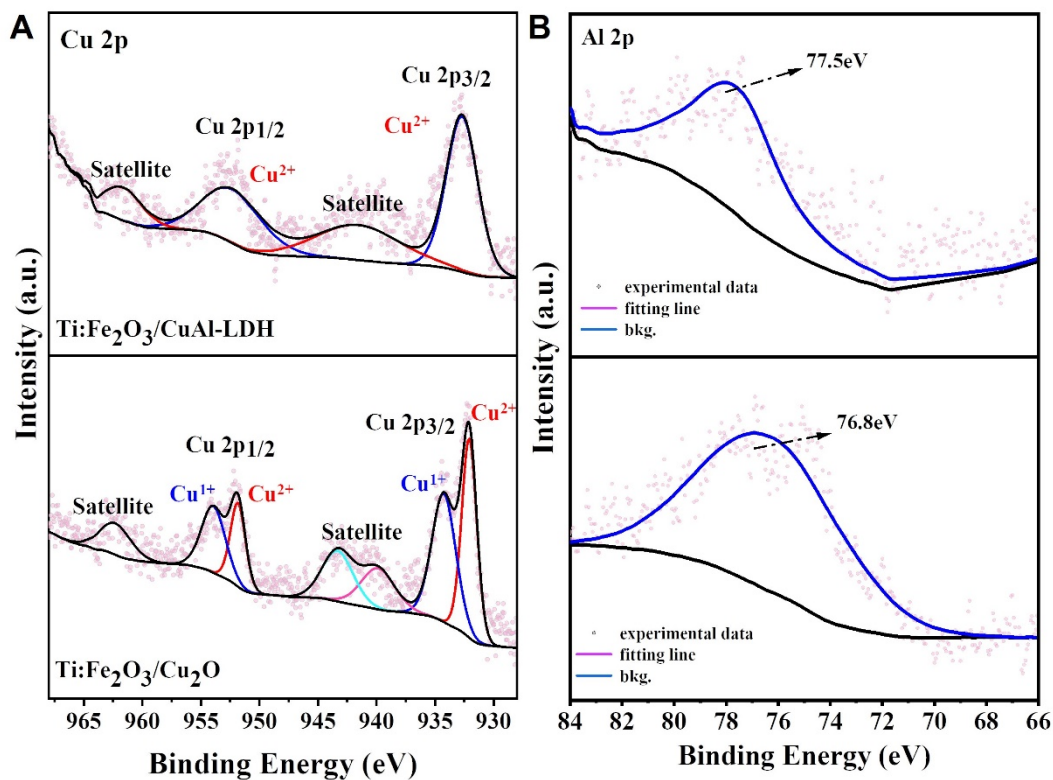 A
Cu 2p
Cu 2p3/2
Cu²⁺
Cu 2p1/2
Cu²⁺
Satellite
Satellite
Ti:Fe₂O₃/CuAl-LDH
Cu²⁺
Cu 2p3/2
Cu 2p1/2
Cu¹⁺
Cu¹⁺
Cu²⁺
Satellite
Satellite
Ti:Fe₂O₃/Cu₂O
965 960 955 950 945 940 935 930
Binding Energy (eV)
Intensity (a.u.)
B
Al 2p
77.5eV
experimental data
fitting line
bkg.
76.8eV
experimental data
fitting line
bkg.
84 82 80 78 76 74 72 70 68 66
Binding Energy (eV)
Intensity (a.u.)